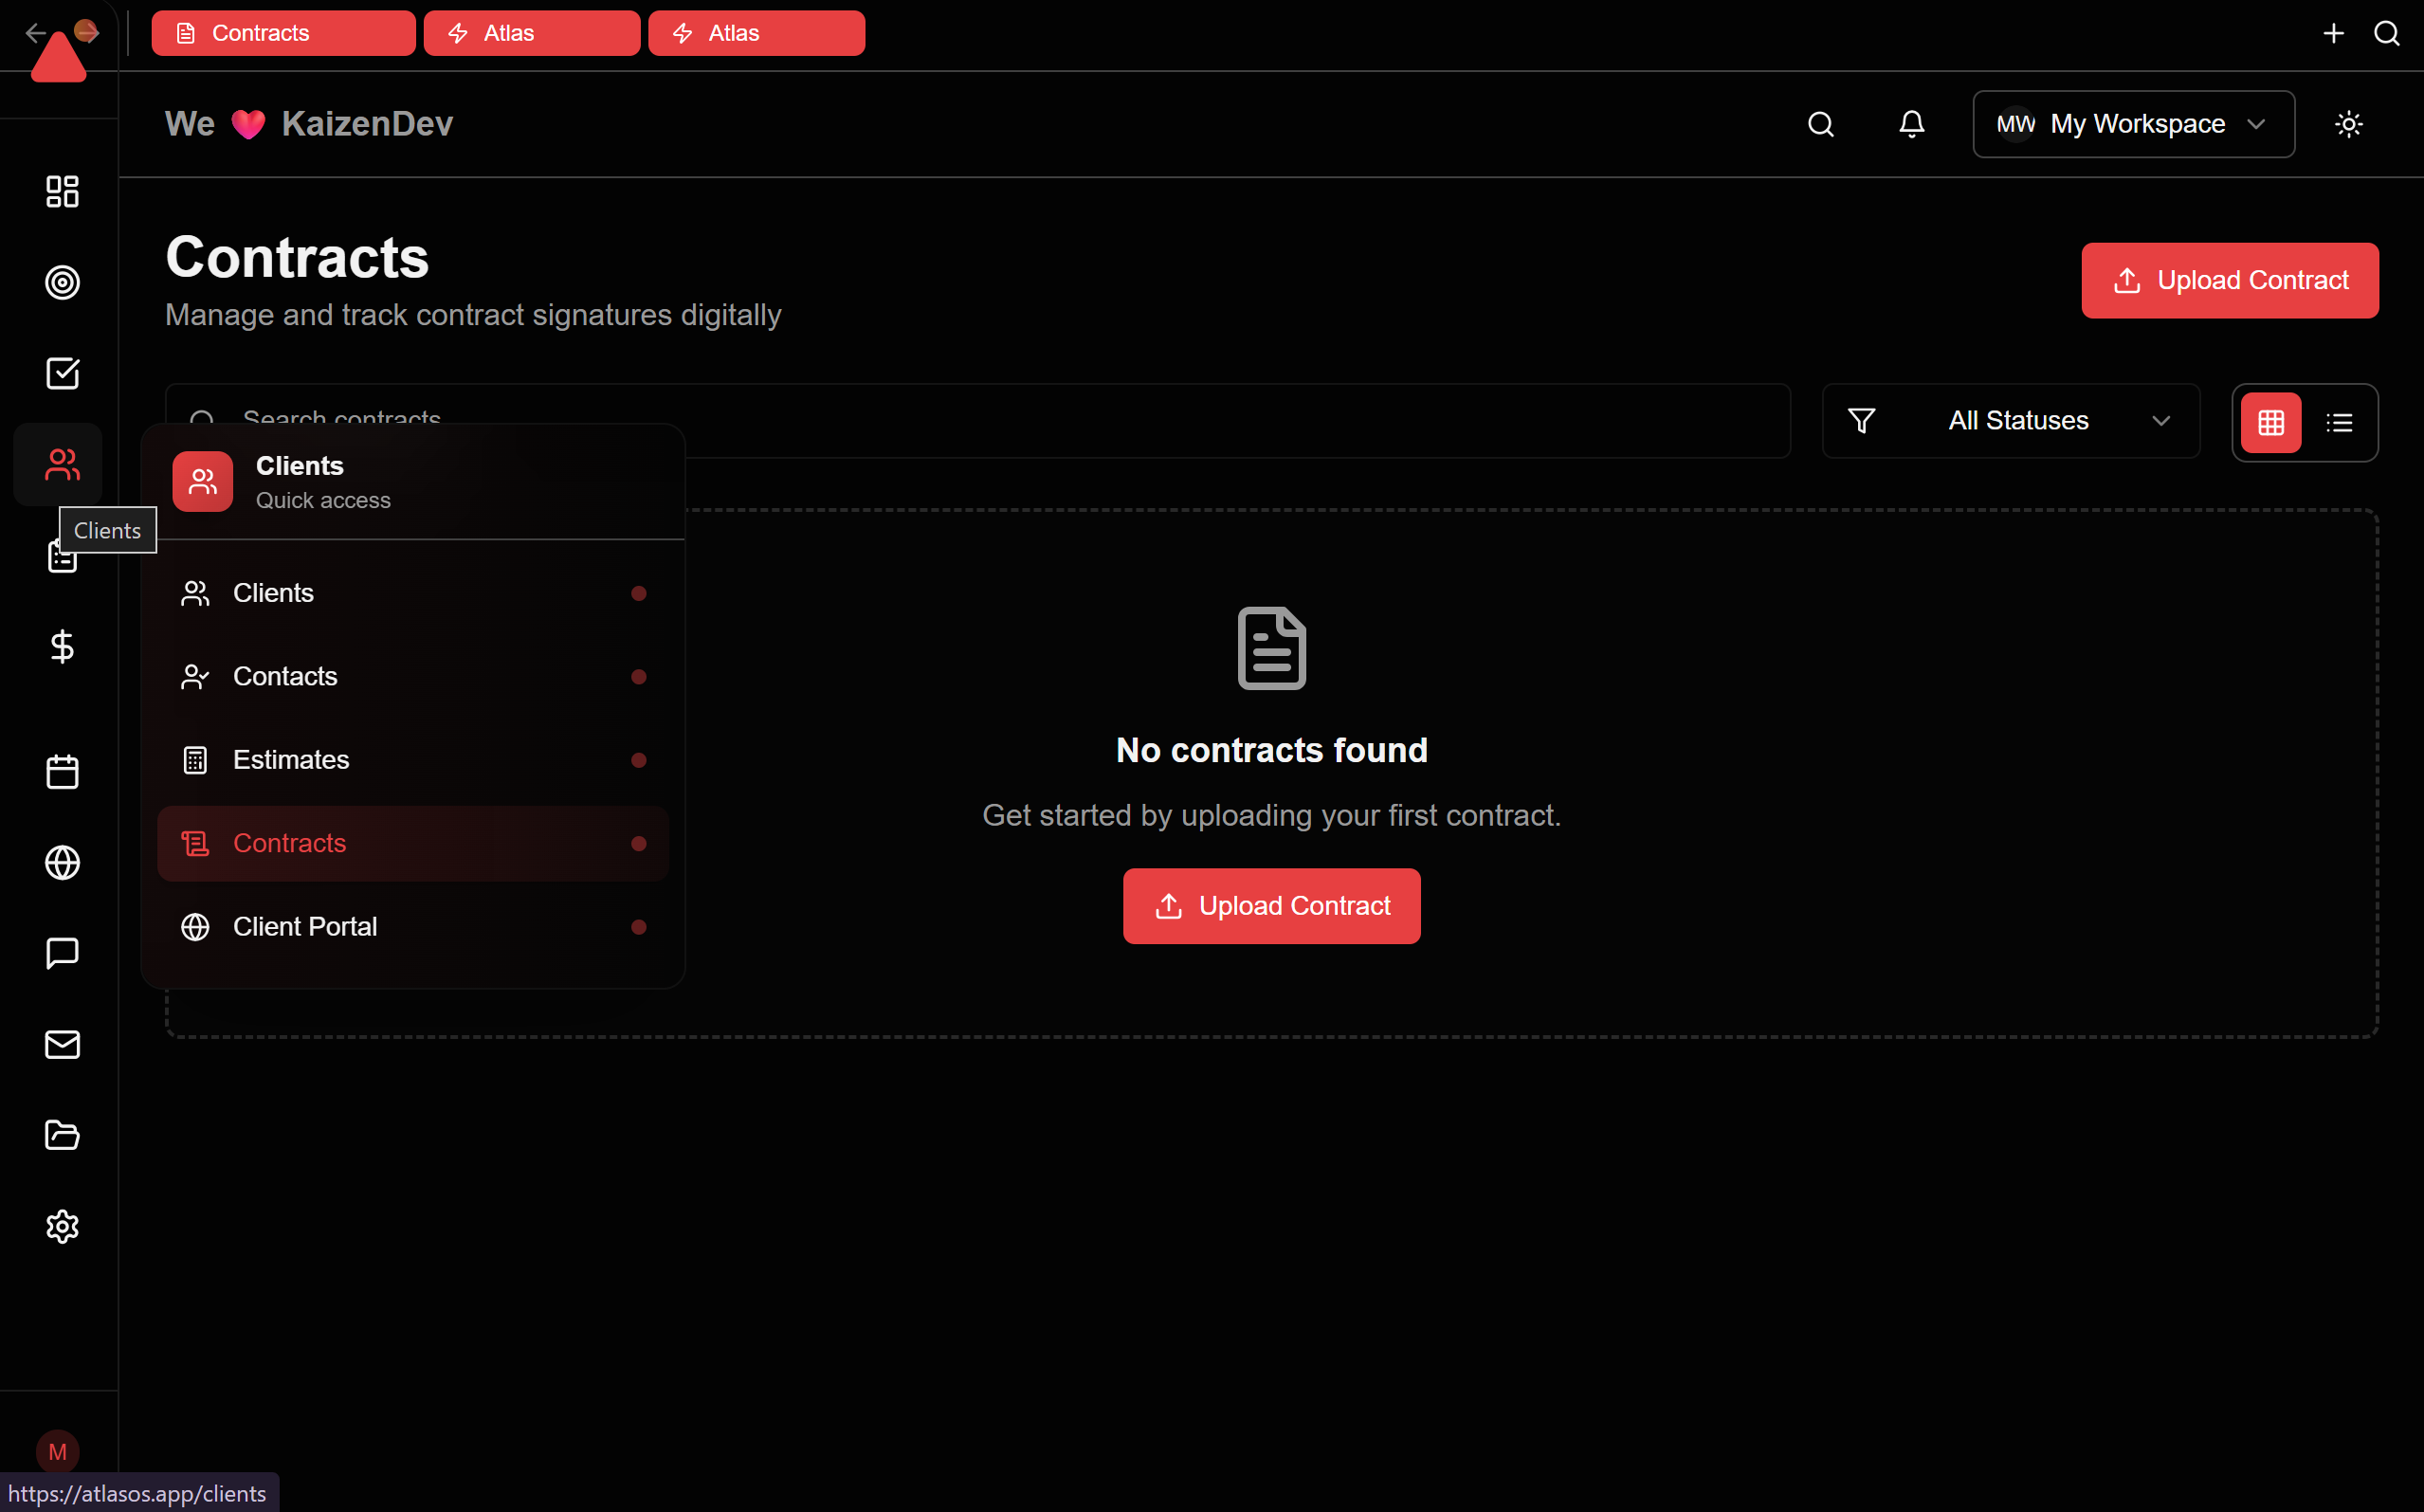 Contracts
Atlas
Atlas
We ❤️ KaizenDev
MW My Workspace
Contracts
Manage and track contract signatures digitally
Upload Contract
Search contracts
All Statuses
Clients
Quick access
Clients
Clients
Contacts
Estimates
Contracts
Client Portal
No contracts found
Get started by uploading your first contract.
Upload Contract
M
https://atlasos.app/clients